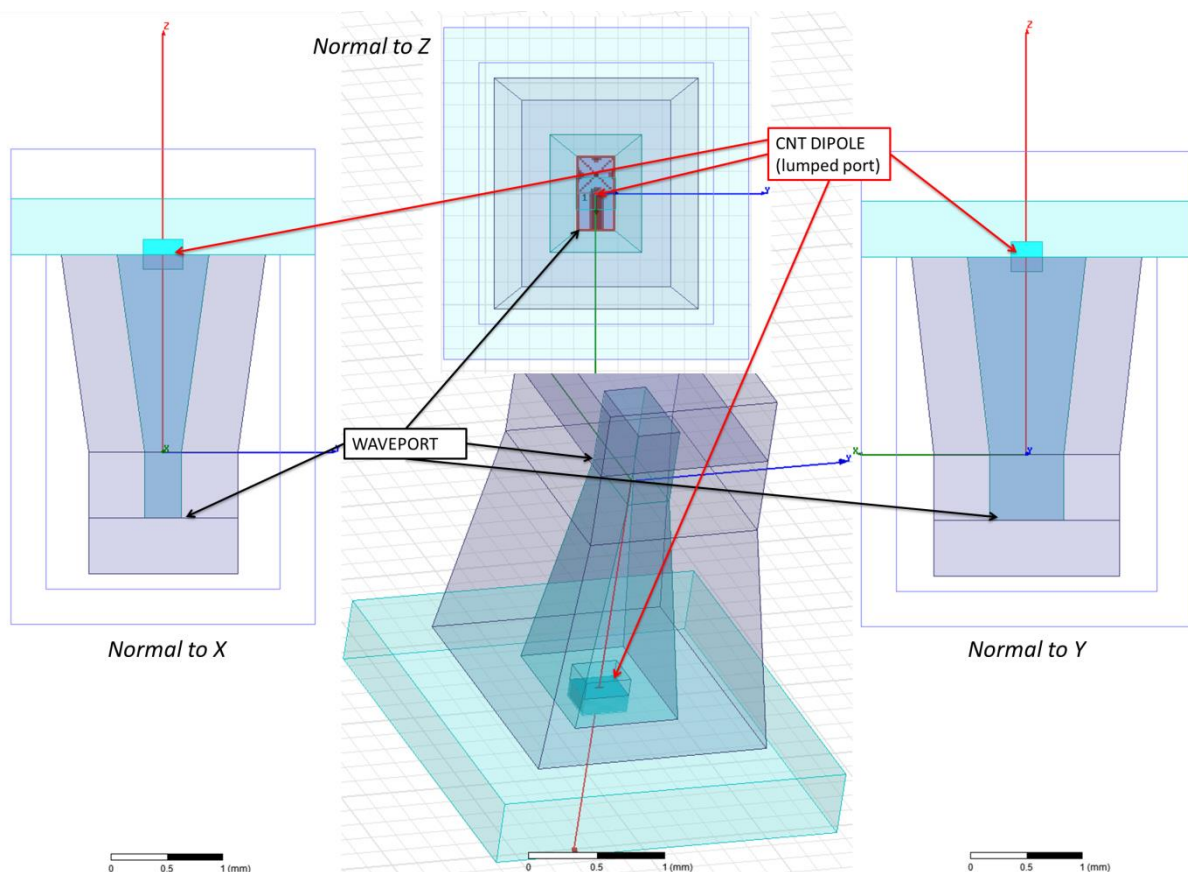 Normal to Z
CNT DIPOLE
(lumped port)
WAVEPORT
Normal to X
Normal to Y
Z
Z
y
1
X
y
X
Y
0
0.5
1 (mm)
0
0.5
1 (mm)
0
0.5
1 (mm)